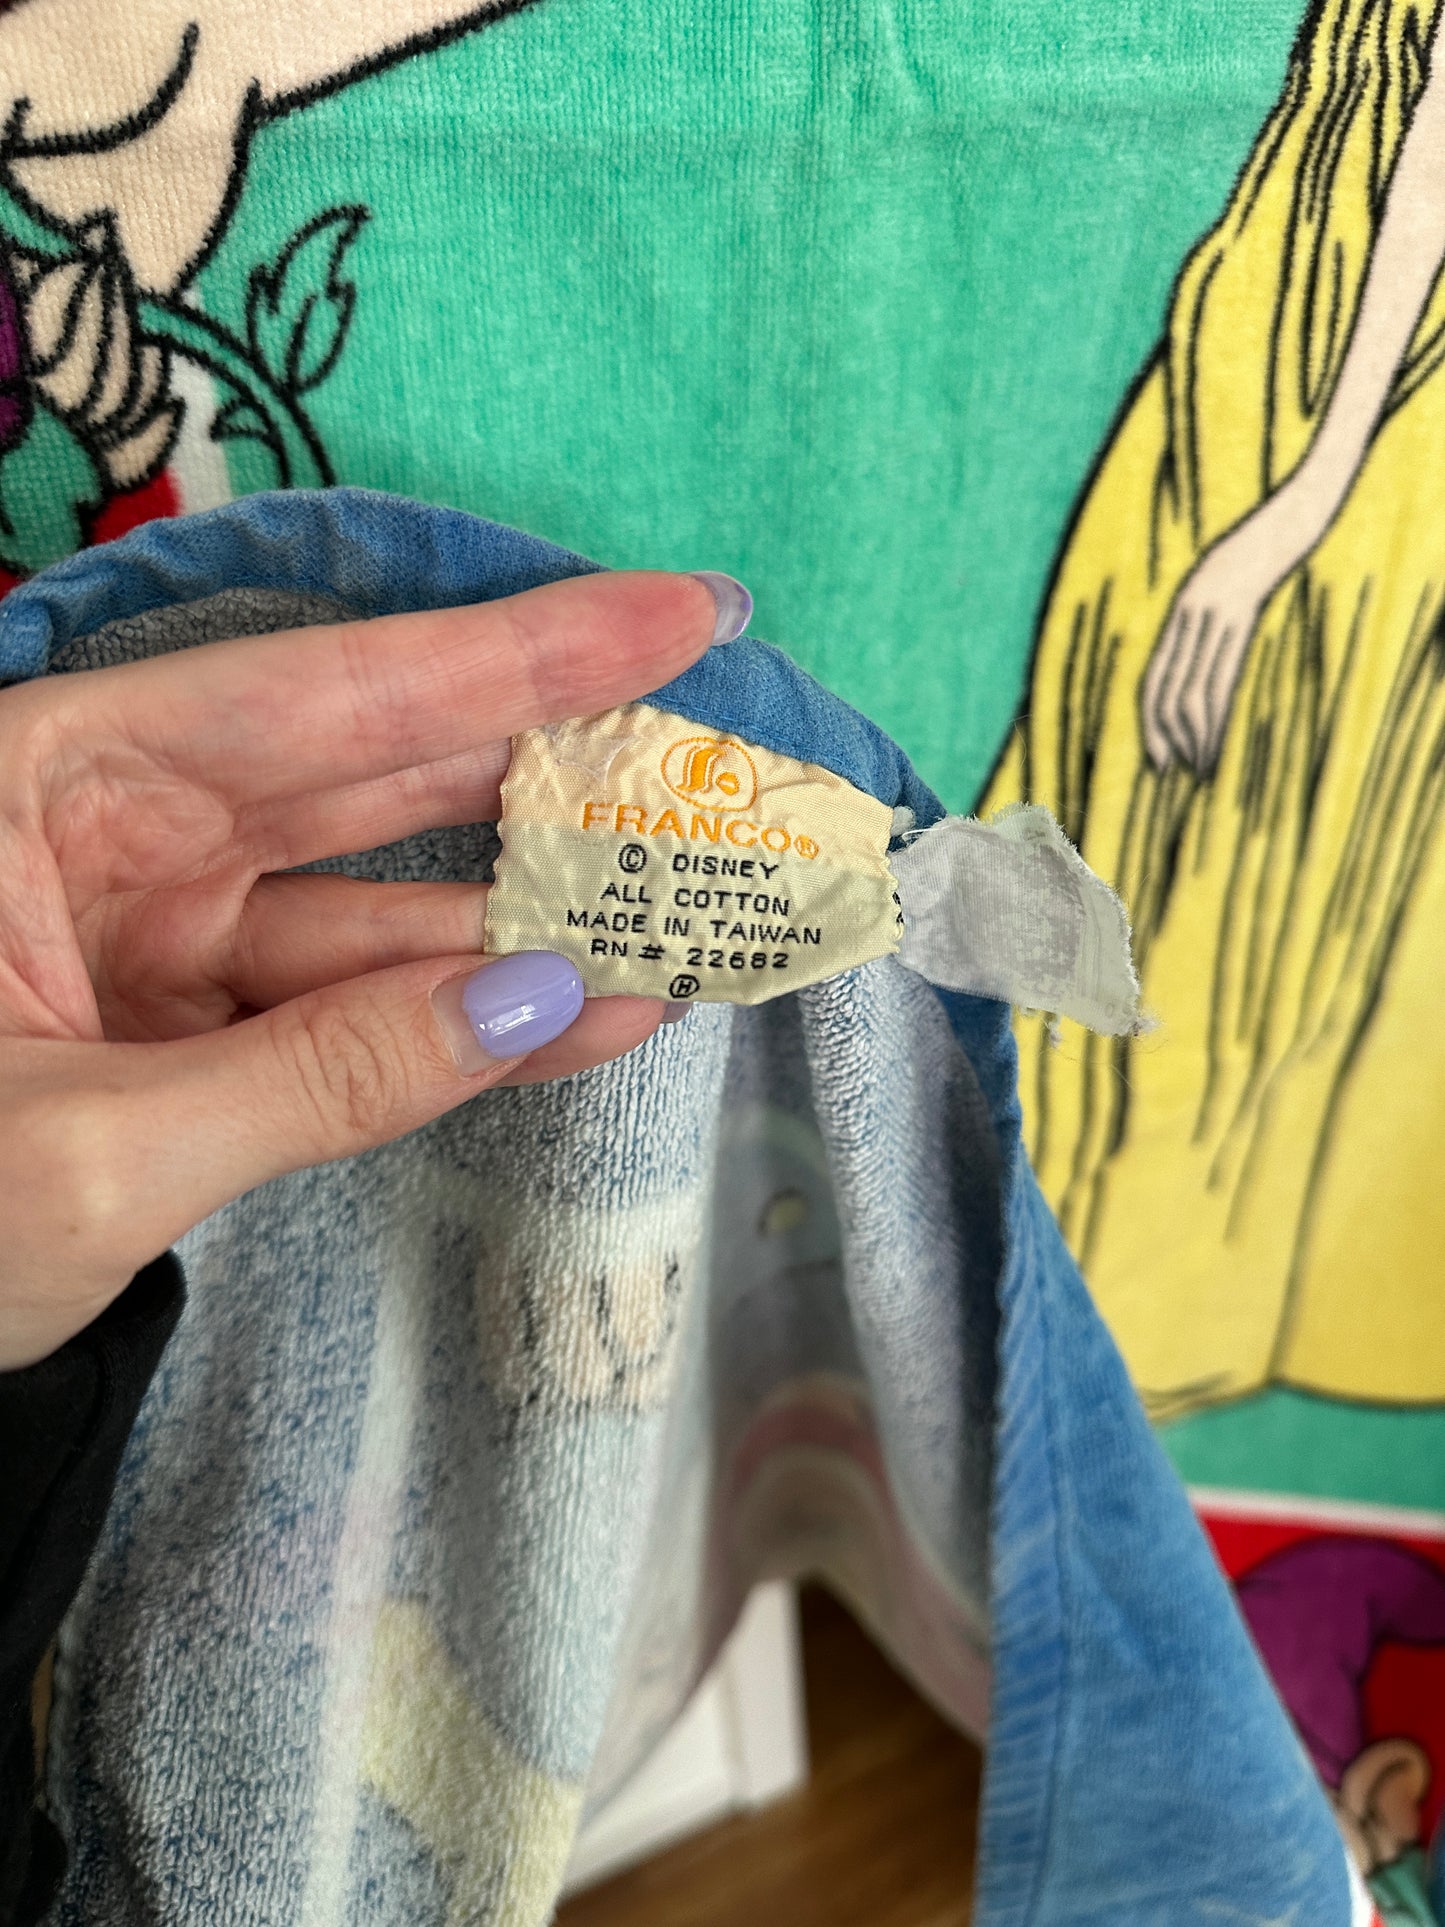 FRANCO®
© DISNEY
ALL COTTON
MADE IN TAIWAN
RN # 22682
Ⓗ